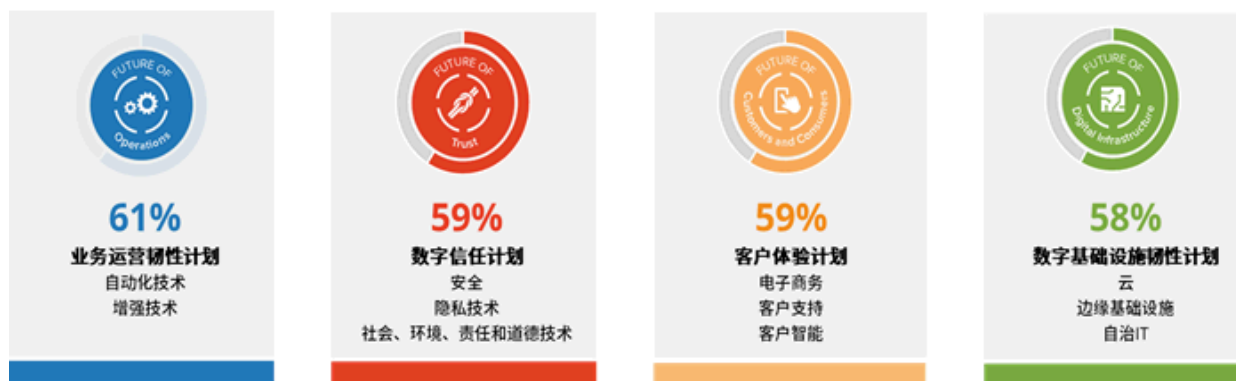 FUTURE OF
Operations
61%
业务运营韧性计划
自动化技术
增强技术
FUTURE OF
Trust
59%
数字信任计划
安全
隐私技术
社会、环境、责任和道德技术
FUTURE OF
Customers and Consumers
59%
客户体验计划
电子商务
客户支持
客户智能
FUTURE OF
Digital Infrastructure
58%
数字基础设施韧性计划
云
边缘基础设施
自治IT